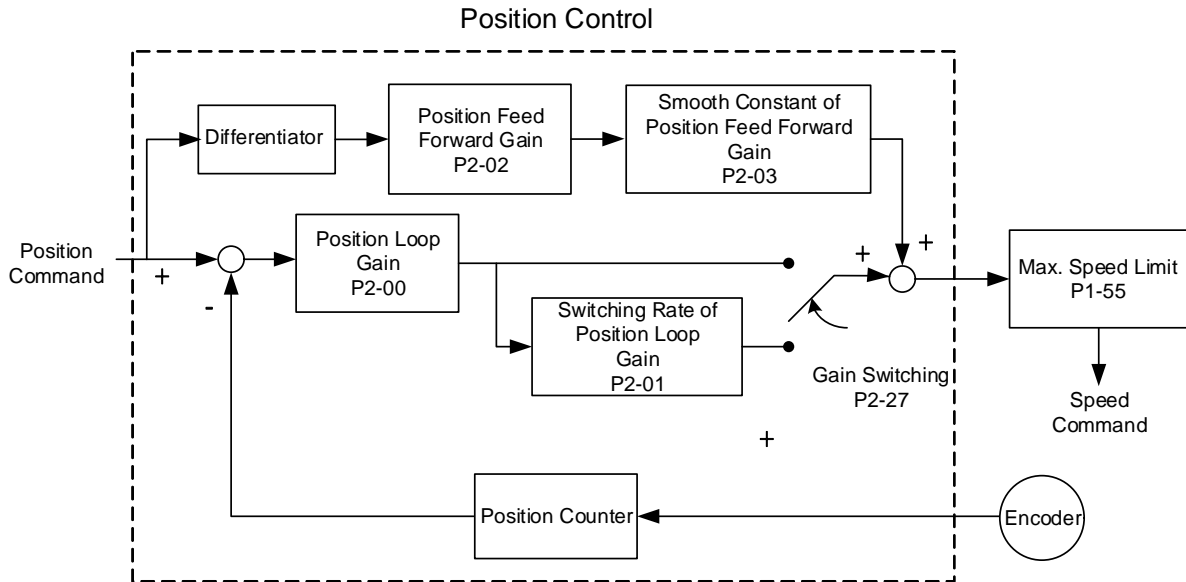 Position Control
Differentiator
Position Feed
Forward Gain
P2-02
Smooth Constant of
Position Feed Forward
Gain
P2-03
Position
Command
+
-
Position Loop
Gain
P2-00
Switching Rate of
Position Loop
Gain
P2-01
+
+
Gain Switching
P2-27
+
Max. Speed Limit
P1-55
Speed
Command
Position Counter
Encoder